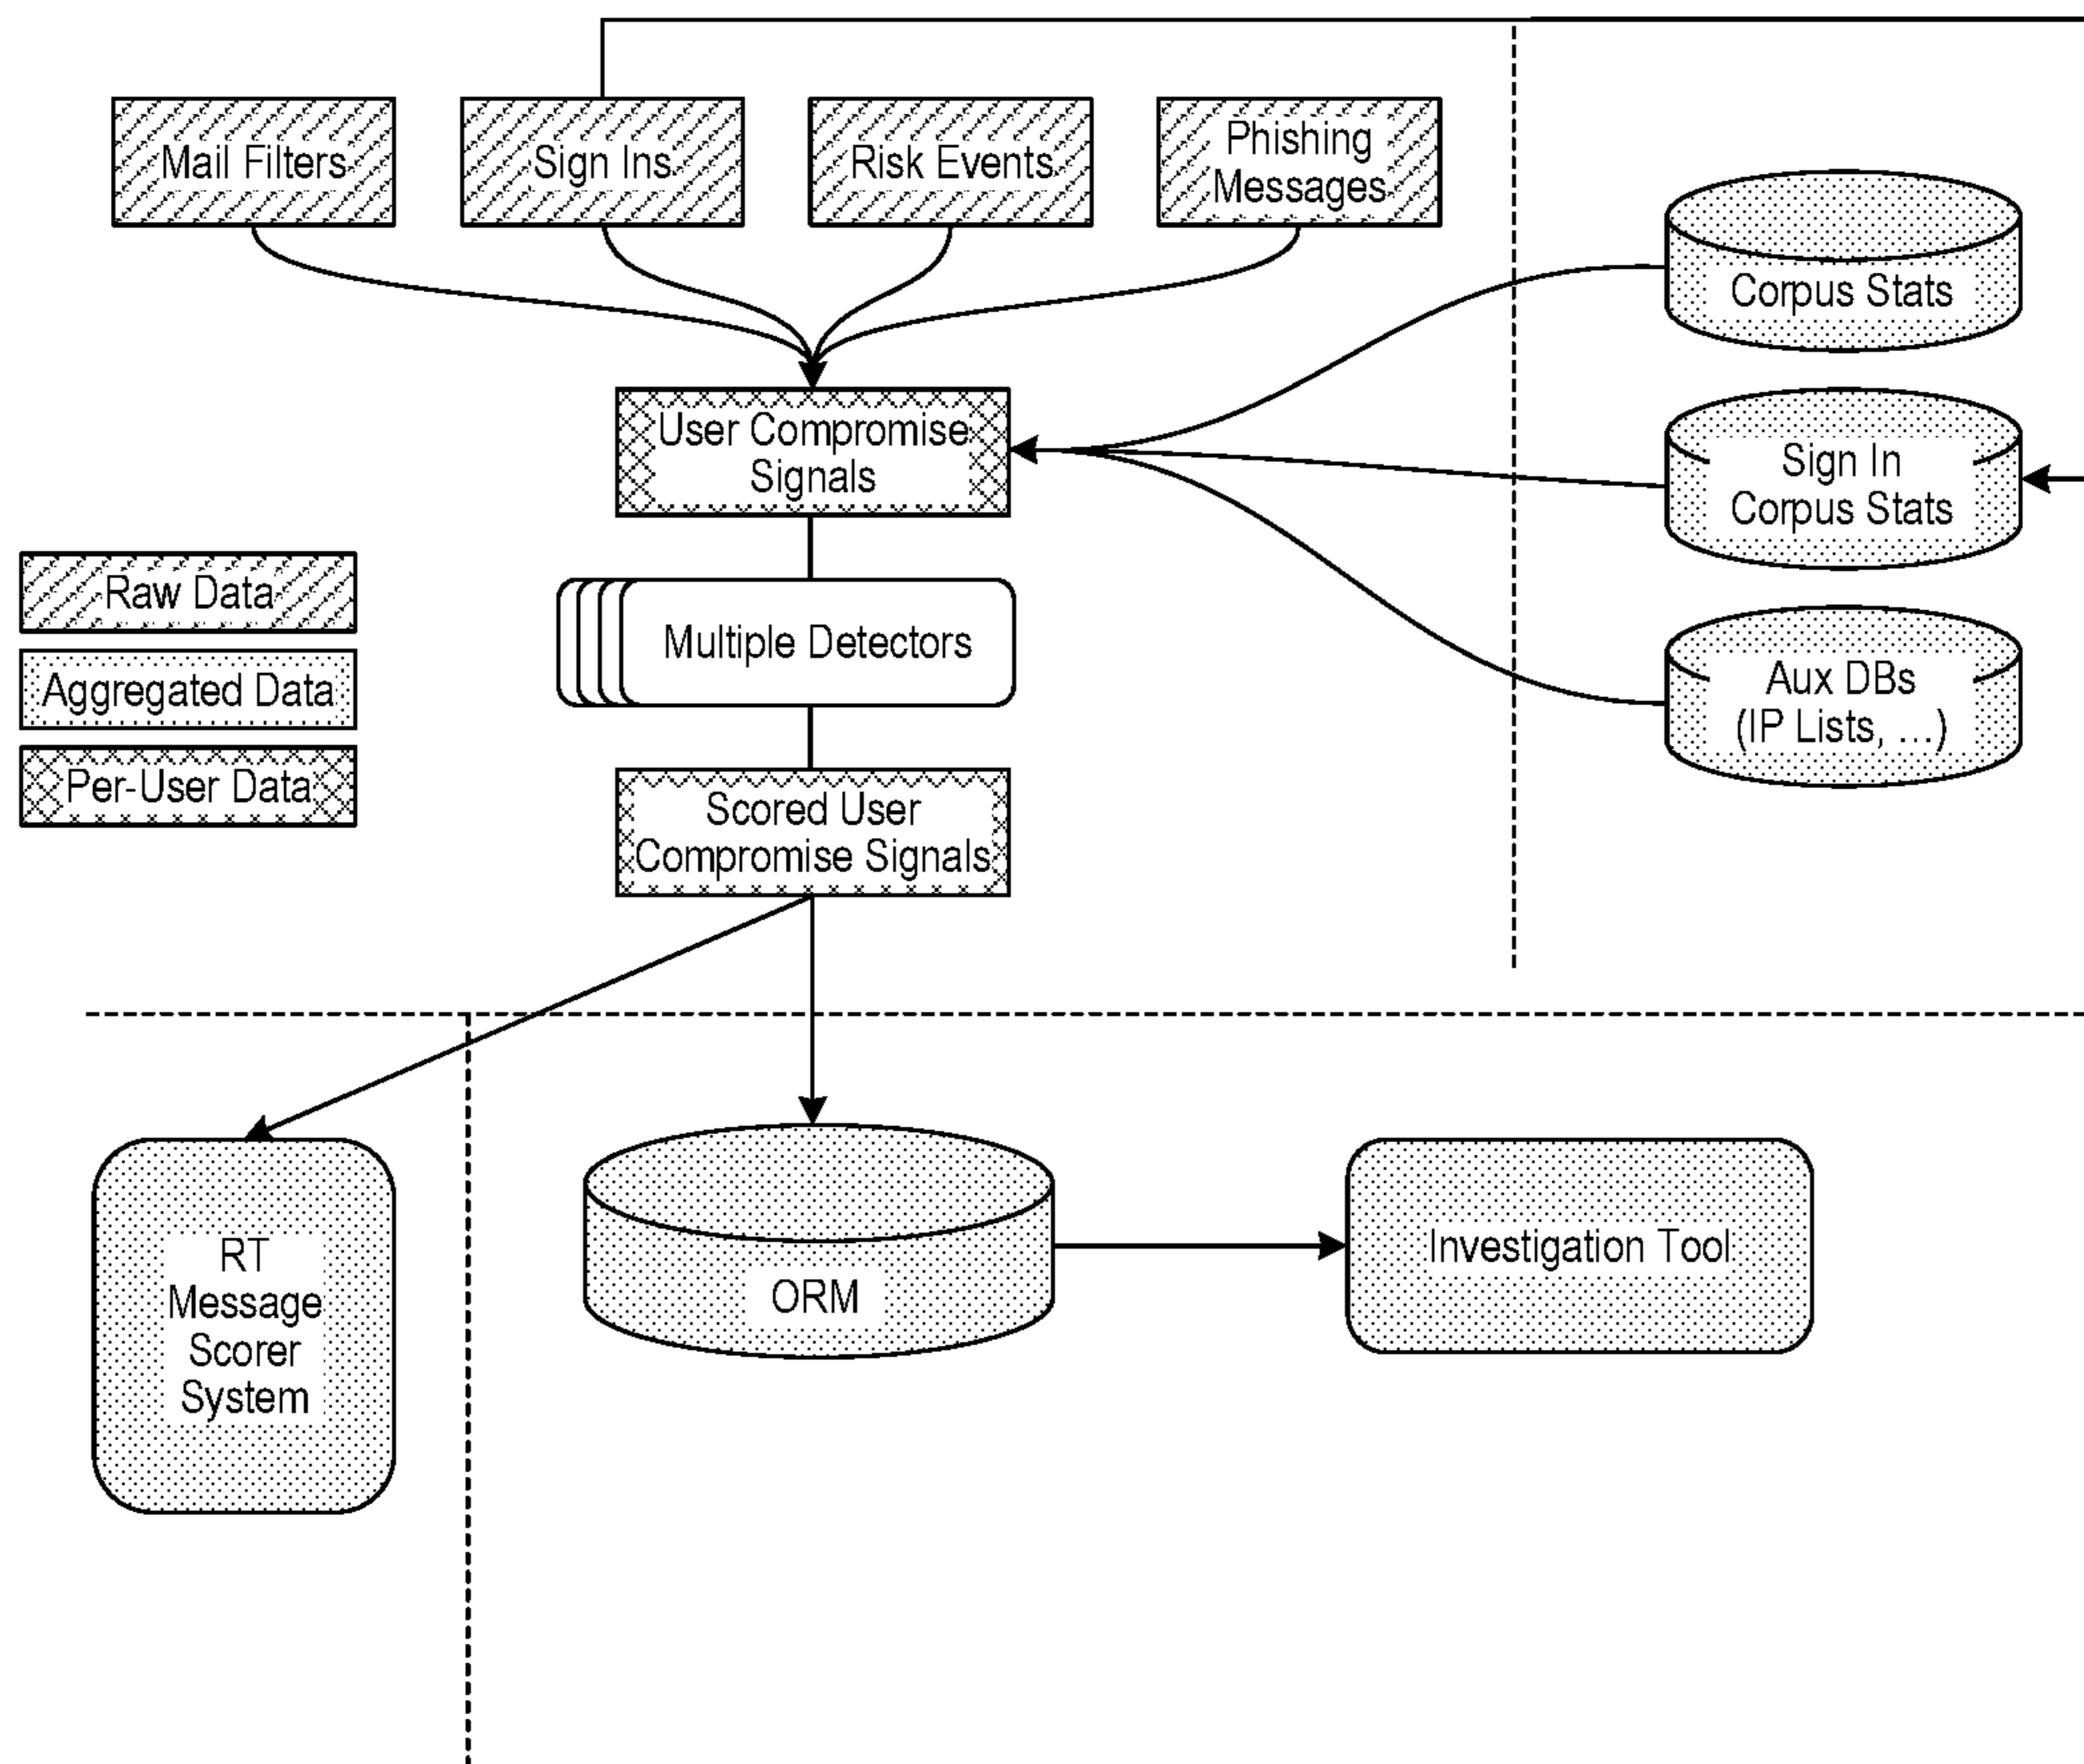 Mail Filters
Sign Ins
Risk Events
Phishing
Messages
Corpus Stats
User Compromise
Signals
Sign In
Corpus Stats
Raw Data
Aggregated Data
Per-User Data
Multiple Detectors
Aux DBs
(IP Lists, ...)
Scored User
Compromise Signals
RT
Message
Scorer
System
ORM
Investigation Tool